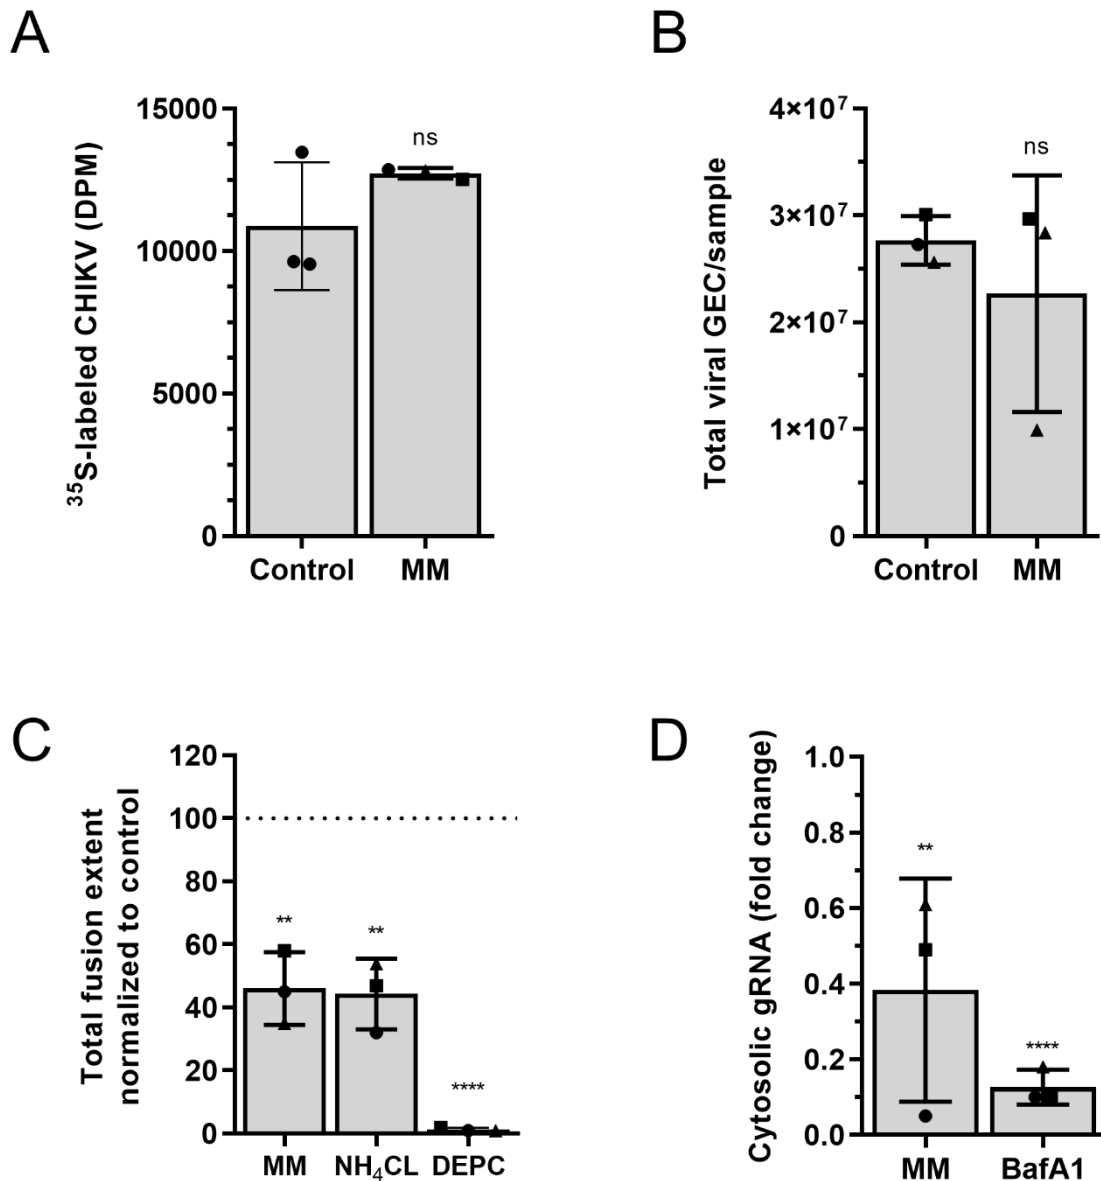 A
³⁵S-labeled CHIKV (DPM)
15000
10000
5000
0
ns
Control
MM
B
Total viral GEC/sample
4×10⁷
3×10⁷
2×10⁷
1×10⁷
0
ns
Control
MM
C
Total fusion extent
normalized to control
120
100
80
60
40
20
0
**
**
****
MM
NH₄CL
DEPC
D
Cytosolic gRNA (fold change)
1.0
0.8
0.6
0.4
0.2
0.0
**
****
MM
BafA1